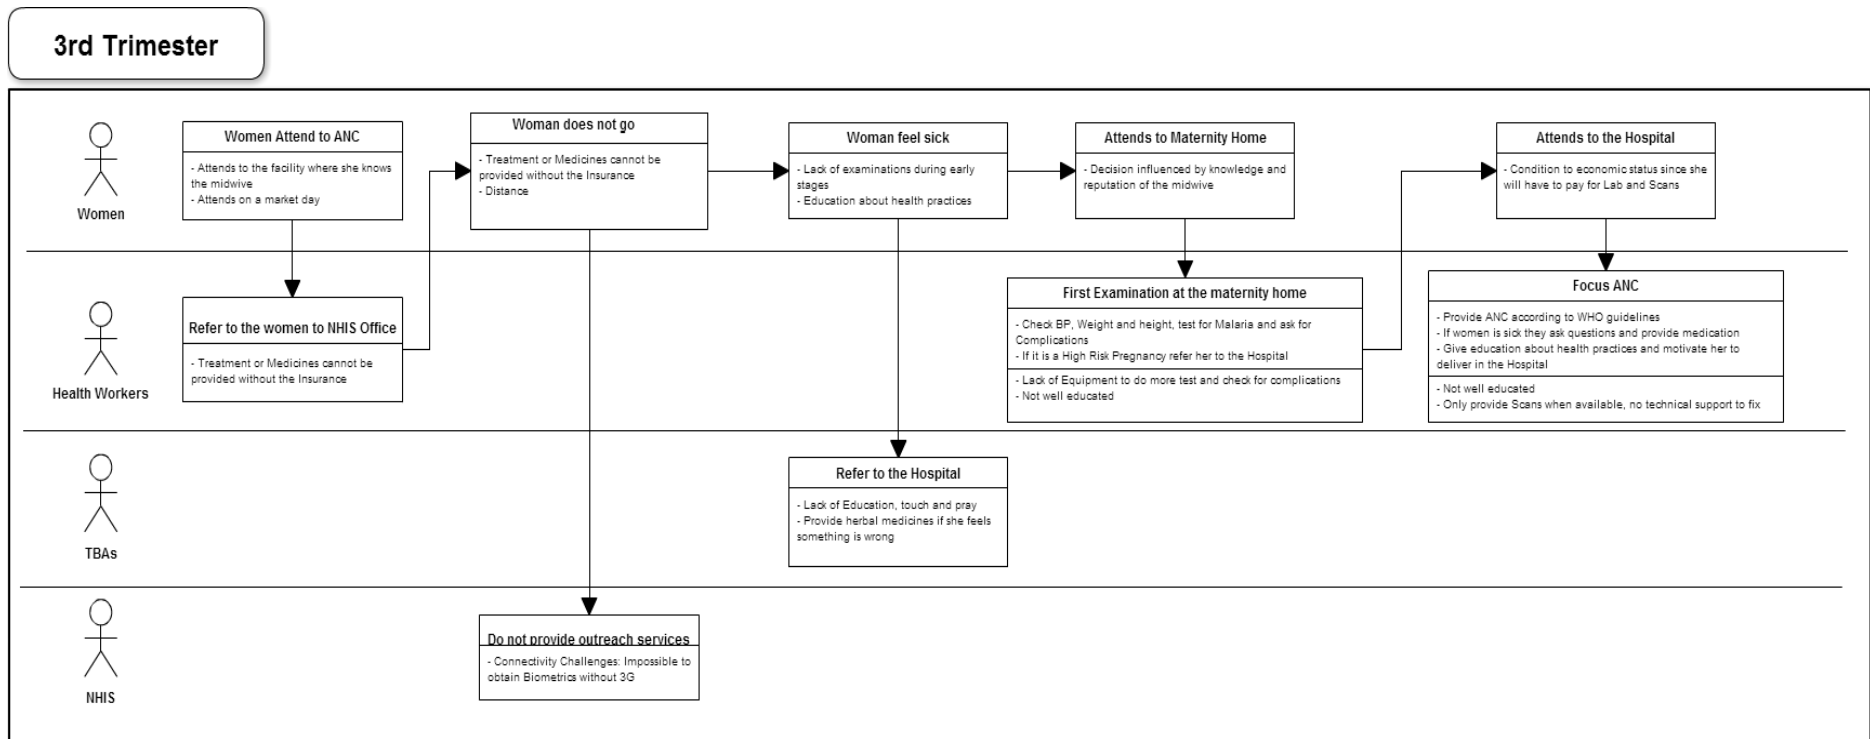 3rd Trimester
Women
Women Attend to ANC
- Attends to the facility where she knows
the midwive
- Attends on a market day
Woman does not go
- Treatment or Medicines cannot be
provided without the Insurance
- Distance
Woman feel sick
- Lack of examinations during early
stages
- Education about health practices
Attends to Maternity Home
- Decision influenced by knowledge and
reputation of the midwive
Attends to the Hospital
- Condition to economic status since she
will have to pay for Lab and Scans
Health Workers
Refer to the women to NHIS Office
- Treatment or Medicines cannot be
provided without the Insurance
First Examination at the maternity home
- Check BP, Weight and height, test for Malaria and ask for
Complications
- If it is a High Risk Pregnancy refer her to the Hospital
- Lack of Equipment to do more test and check for complications
- Not well educated
Focus ANC
- Provide ANC according to WHO guidelines
- If women is sick they ask questions and provide medication
- Give education about health practices and motivate her to
deliver in the Hospital
- Not well educated
- Only provide Scans when available, no technical support to fix
TBAs
Refer to the Hospital
- Lack of Education, touch and pray
- Provide herbal medicines if she feels
something is wrong
NHIS
Do not provide outreach services
- Connectivity Challenges: Impossible to
obtain Biometrics without 3G